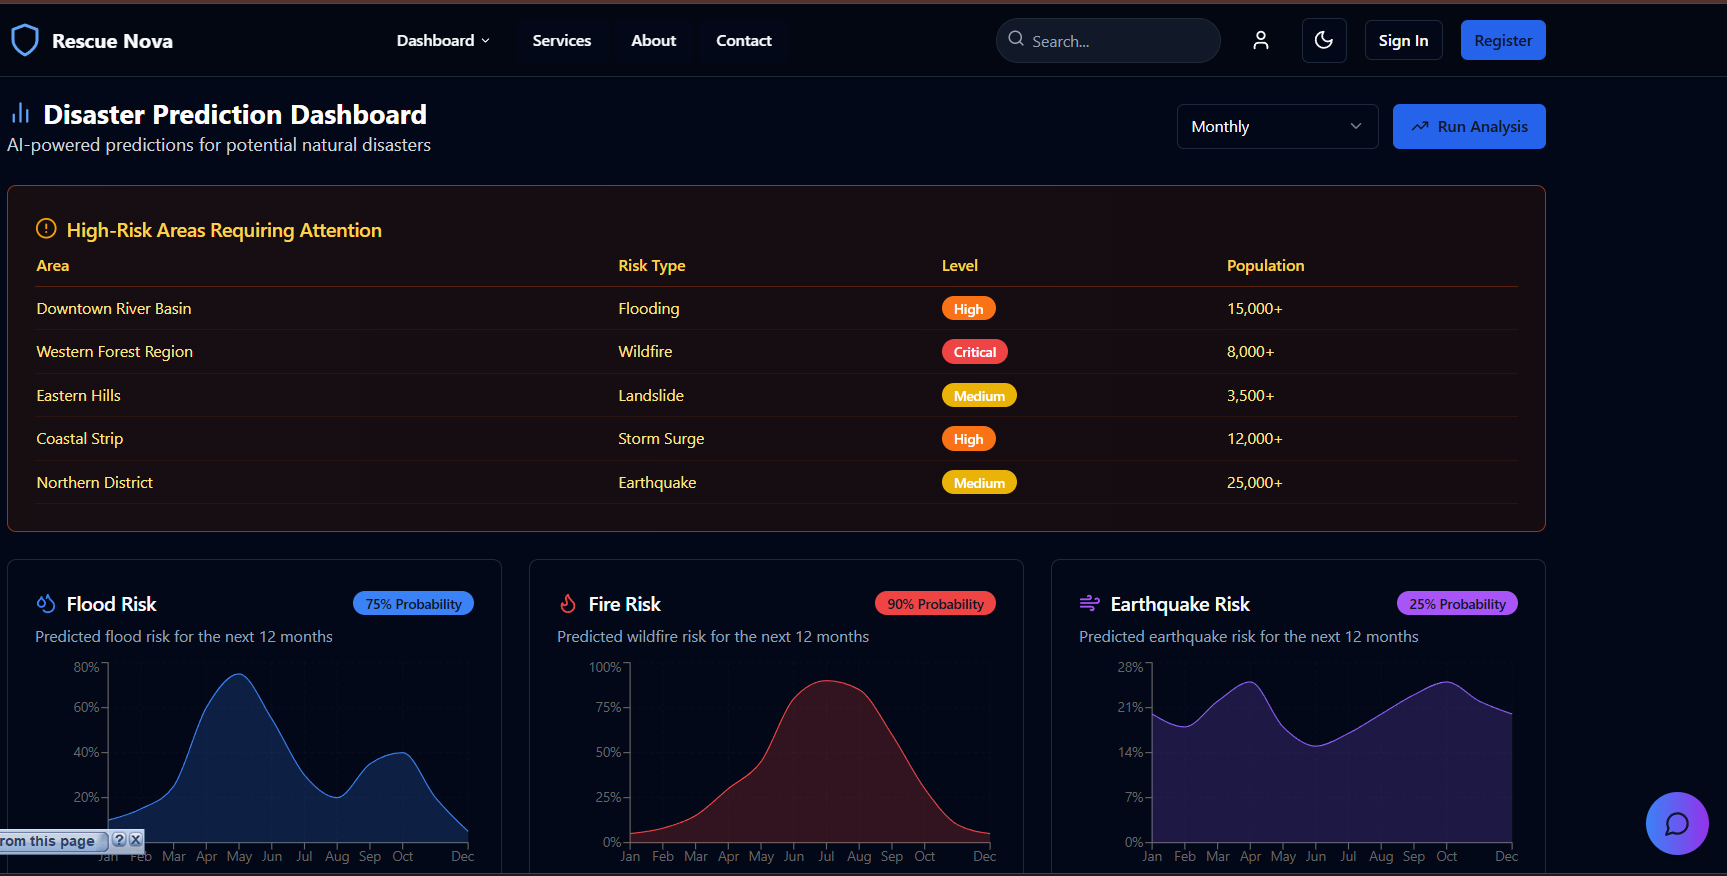 Rescue Nova
Dashboard Services About Contact
Search...
Sign In
Register
Disaster Prediction Dashboard
AI-powered predictions for potential natural disasters
Monthly
Run Analysis
High-Risk Areas Requiring Attention
Area Risk Type Level Population
Downtown River Basin Flooding High 15,000+
Western Forest Region Wildfire Critical 8,000+
Eastern Hills Landslide Medium 3,500+
Coastal Strip Storm Surge High 12,000+
Northern District Earthquake Medium 25,000+
Flood Risk
75% Probability
Predicted flood risk for the next 12 months
80%
60%
40%
20%
Jan Feb Mar Apr May Jun Jul Aug Sep Oct Dec
Fire Risk
90% Probability
Predicted wildfire risk for the next 12 months
100%
75%
50%
25%
0%
Jan Feb Mar Apr May Jun Jul Aug Sep Oct Dec
Earthquake Risk
25% Probability
Predicted earthquake risk for the next 12 months
28%
21%
14%
7%
0%
Jan Feb Mar Apr May Jun Jul Aug Sep Oct Dec
rom this page ? X